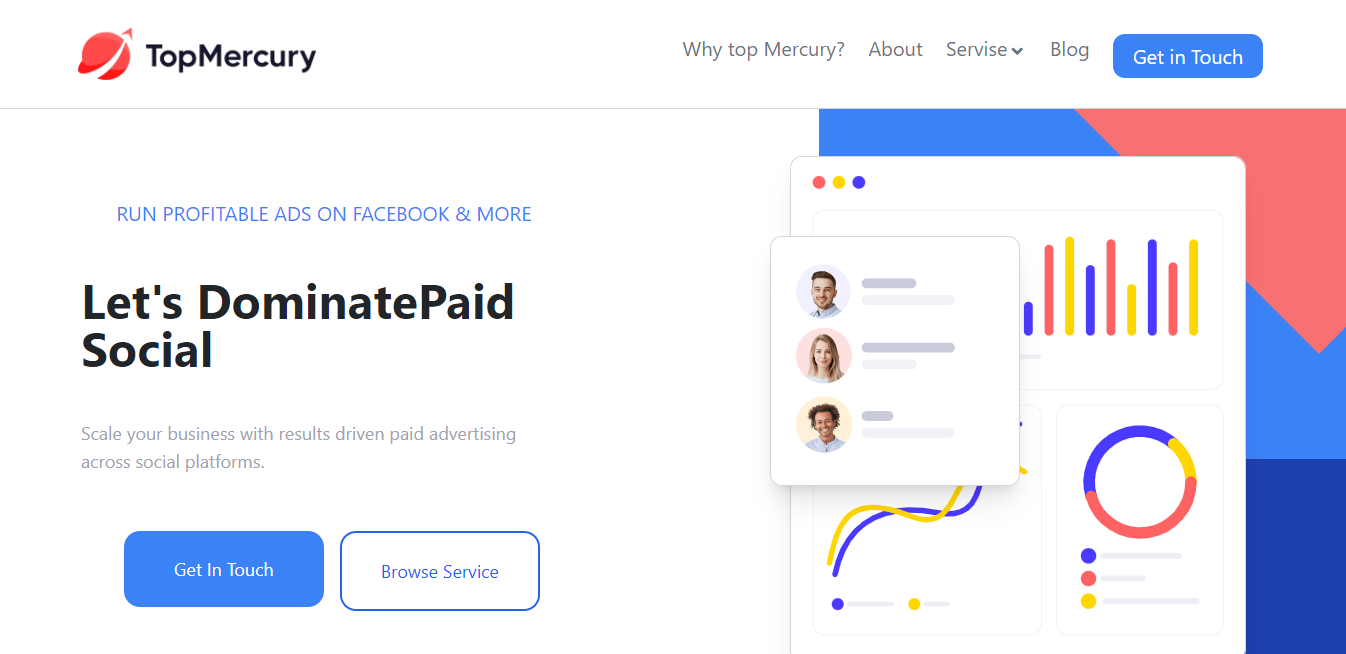 TopMercury
Why top Mercury? About Servise Blog Get in Touch
RUN PROFITABLE ADS ON FACEBOOK & MORE
Let's DominatePaid
Social
Scale your business with results driven paid advertising
across social platforms.
Get In Touch Browse Service